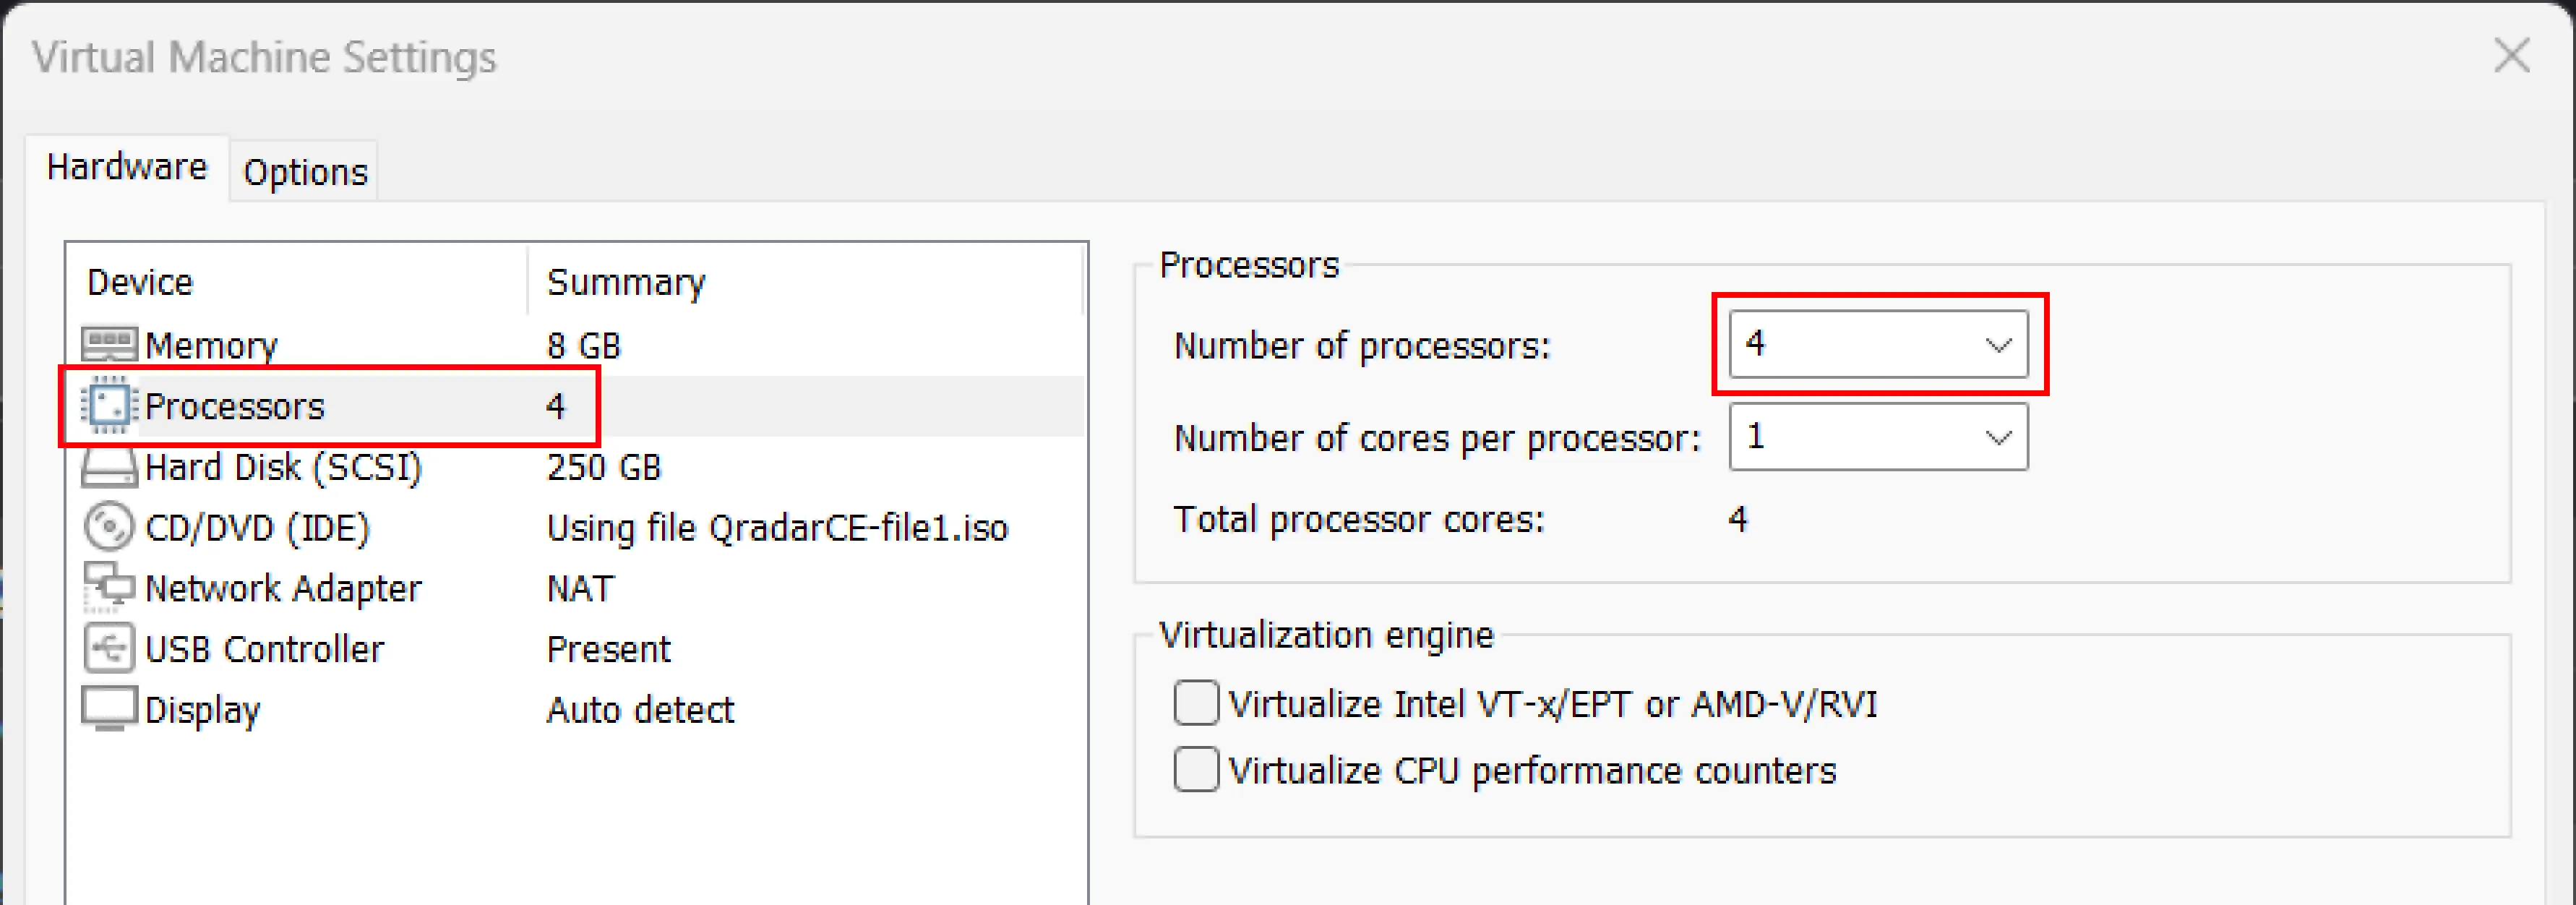 Virtual Machine Settings
Hardware
Options
Device Summary
Memory 8 GB
Processors 4
Hard Disk (SCSI) 250 GB
CD/DVD (IDE) Using file QradarCE-file1.iso
Network Adapter NAT
USB Controller Present
Display Auto detect
Processors
Number of processors: 4
Number of cores per processor: 1
Total processor cores: 4
Virtualization engine
Virtualize Intel VT-x/EPT or AMD-V/RVI
Virtualize CPU performance counters